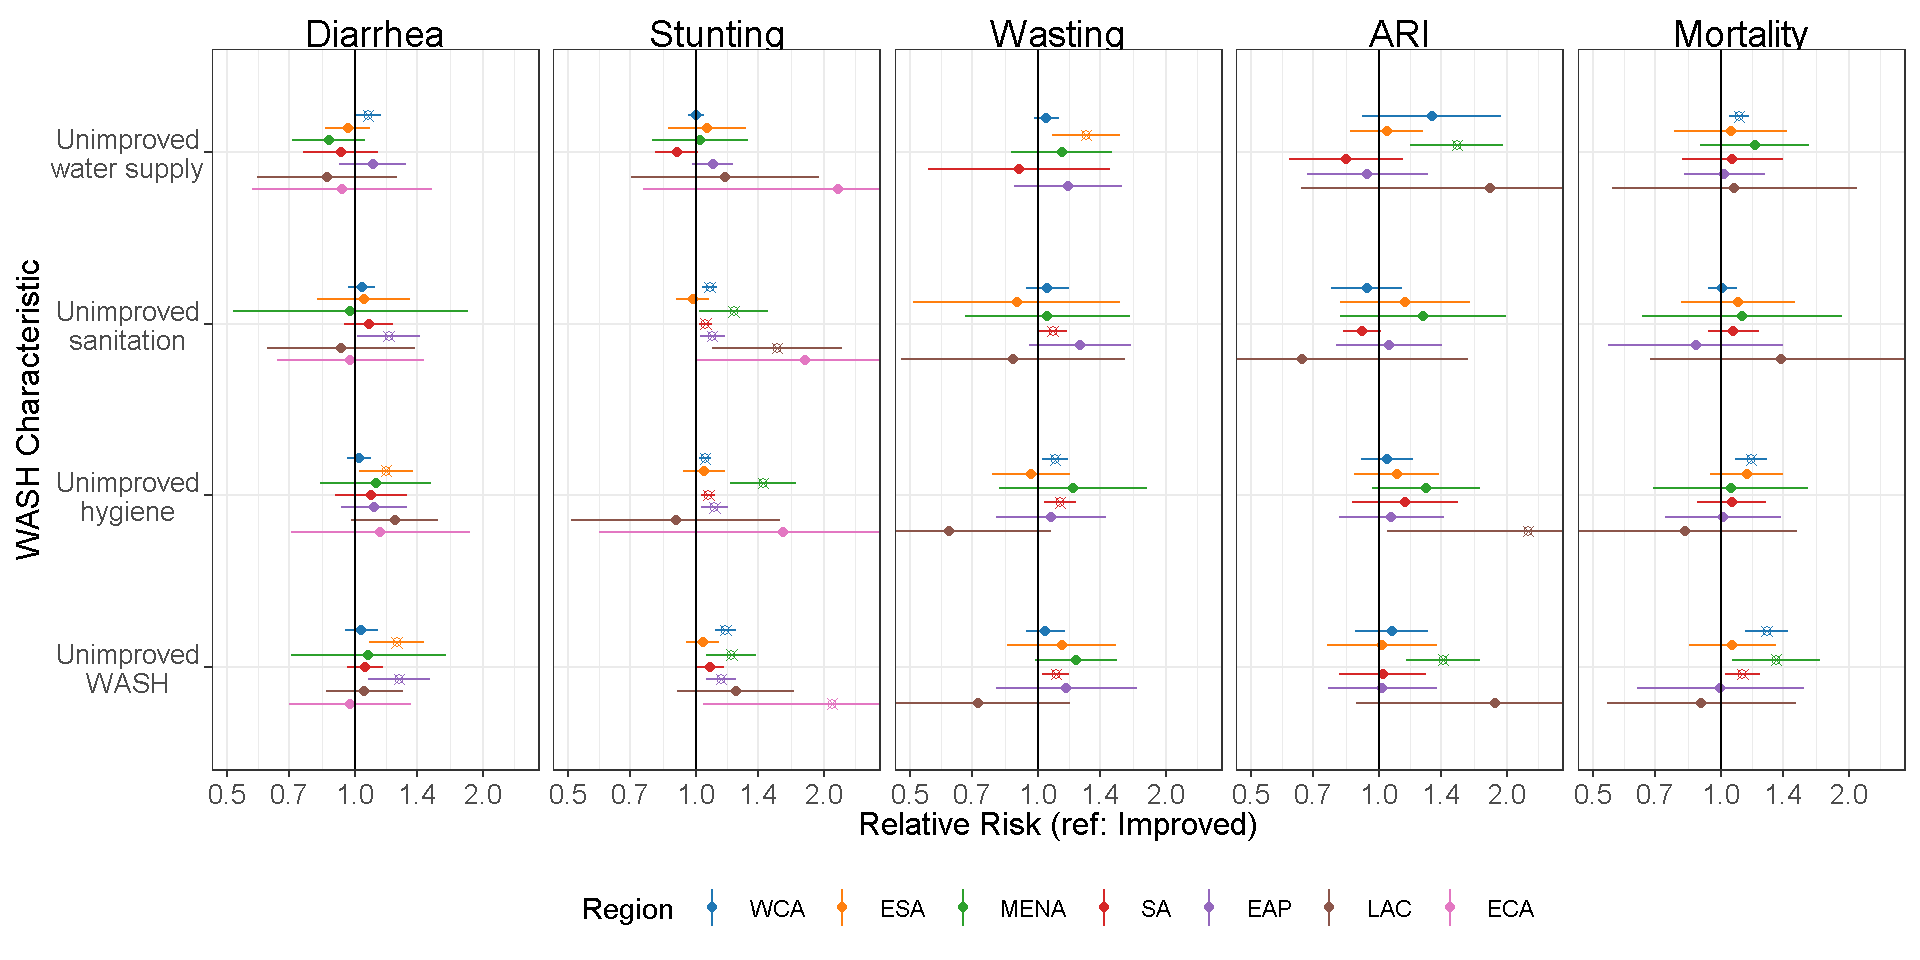 Diarrhea Stunting Wasting ARI Mortality
Unimproved
water supply
Unimproved
sanitation
Unimproved
hygiene
Unimproved
WASH
WASH Characteristic
0.5 0.7 1.0 1.4 2.0 0.5 0.7 1.0 1.4 2.0 0.5 0.7 1.0 1.4 2.0 0.5 0.7 1.0 1.4 2.0 0.5 0.7 1.0 1.4 2.0
Relative Risk (ref: Improved)
Region WCA ESA MENA SA EAP LAC ECA